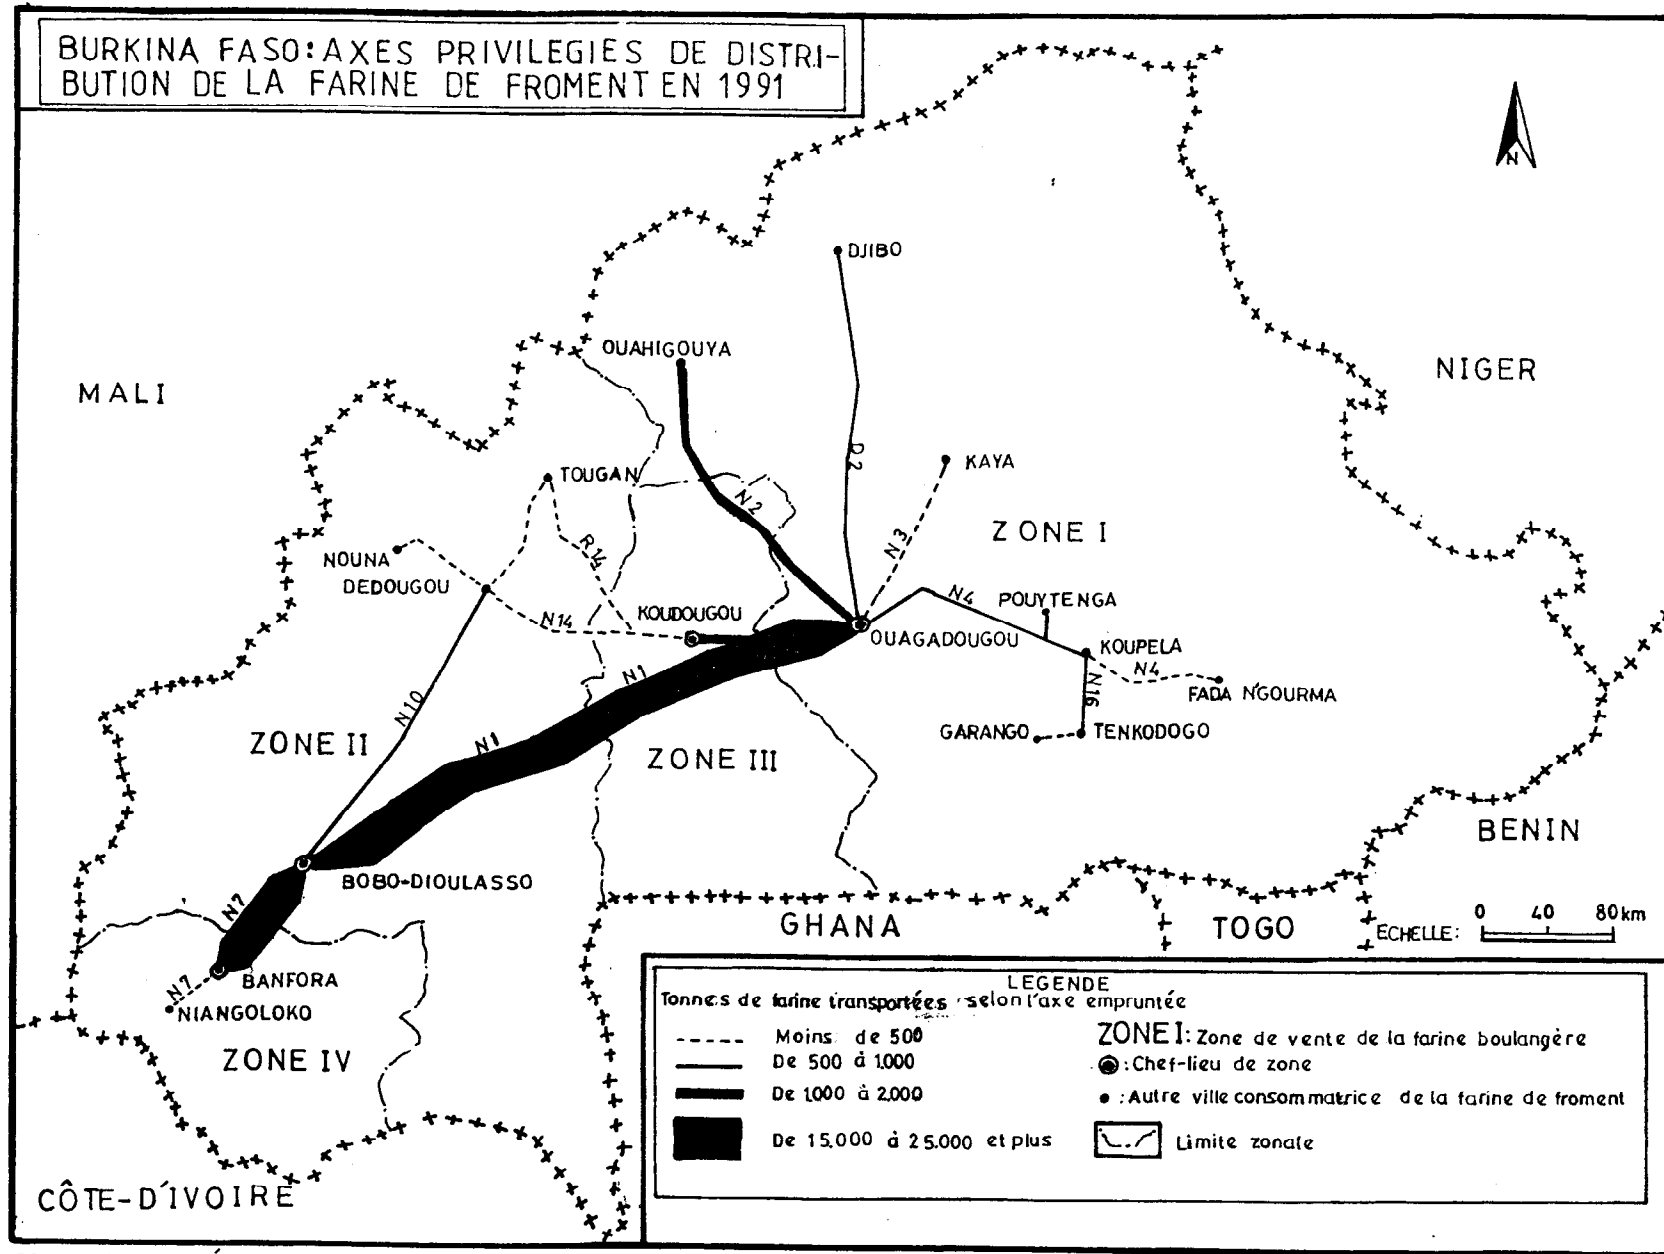 BURKINA FASO: AXES PRIVILEGIES DE DISTRI-
BUTION DE LA FARINE DE FROMENT EN 1991
N
DJIBO
OUAHIGOUYA
MALI
NIGER
D2
KAYA
TOUGAN
N2
ZONE I
N3
R14
NOUNA
DEDOUGOU
N4
POUYTENGA
KOUDOUGOU
N14
OUAGADOUGOU
KOUPELA
N1
N4
N16
FADA N'GOURMA
N10
GARANGO
TENKODOGO
ZONE II
N1
ZONE III
BENIN
BOBO-DIOULASSO
N7
GHANA
TOGO
0 40 80km
ECHELLE:
BANFORA
N7
NIANGOLOKO
ZONE IV
CÔTE-D'IVOIRE
LEGENDE
Tonnes de farine transportées selon l'axe empruntée
Moins de 500
De 500 à 1.000
De 1.000 à 2.000
De 15.000 à 25.000 et plus
ZONE I: Zone de vente de la farine boulangère
: Chef-lieu de zone
: Autre ville consommatrice de la farine de froment
Limite zonale